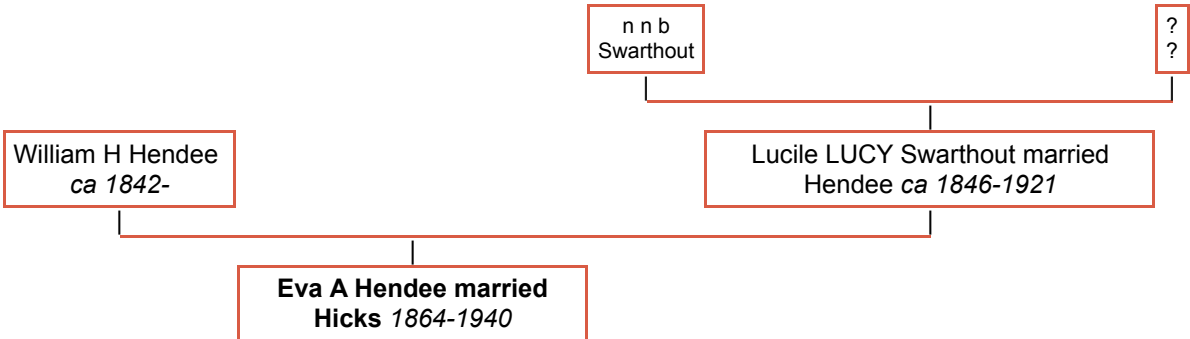 n n b
Swarthout
?
?
William H Hendee
ca 1842-
Lucile LUCY Swarthout married
Hendee ca 1846-1921
Eva A Hendee married
Hicks 1864-1940